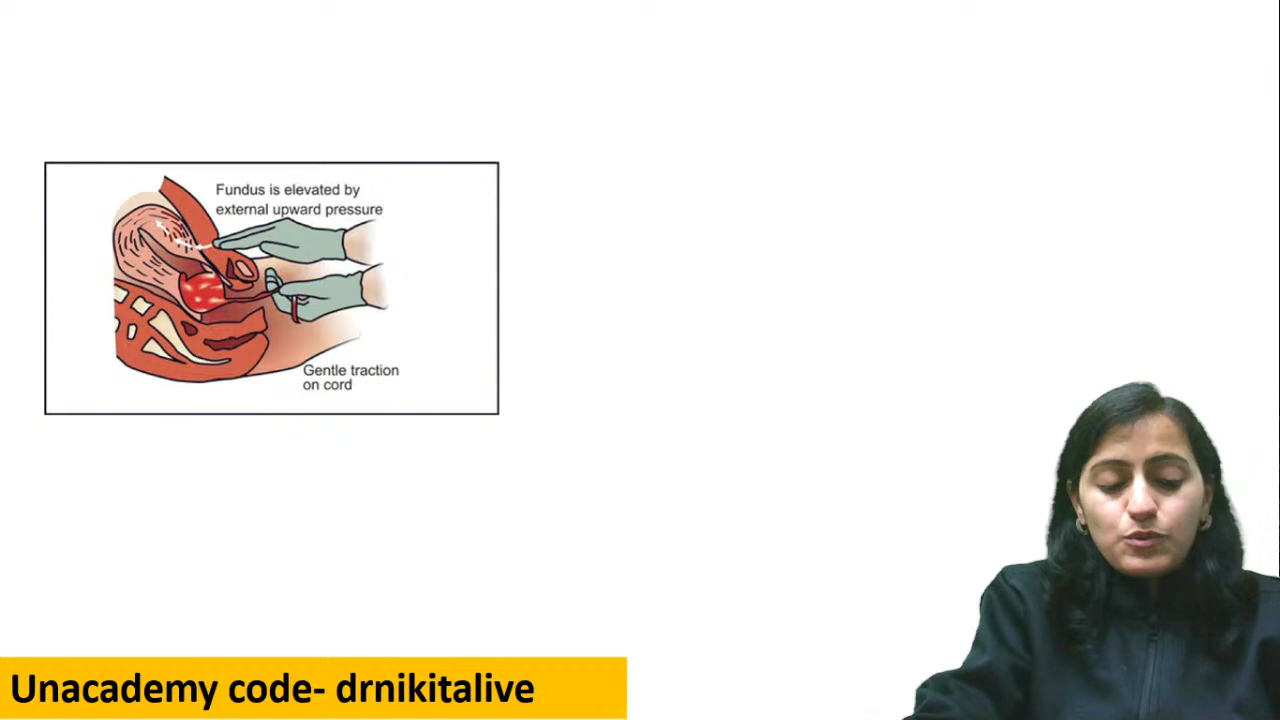 Fundus is elevated by
external upward pressure
Gentle traction
on cord
Unacademy code- drnikitalive